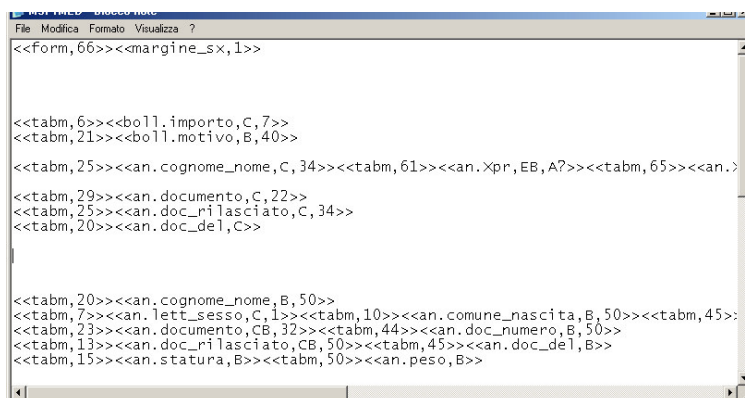 File Modifica Formato Visualizza ?
<<form,66>><<margine_sx,1>>
<<tabm,6>><<boll.importo,C,7>>
<<tabm,21>><<boll.motivo,B,40>>
<<tabm,25>><<an.cognome_nome,C,34>><<tabm,61>><<an.Xpr,EB,A?>><<tabm,65>><<an.
<<tabm,29>><<an.documento,C,22>>
<<tabm,25>><<an.doc_rilasciato,C,34>>
<<tabm,20>><<an.doc_del,C>>
<<tabm,20>><<an.cognome_nome,B,50>>
<<tabm,7>><<an.lett_sesso,C,1>><<tabm,10>><<an.comune_nascita,B,50>><<tabm,45>>
<<tabm,23>><<an.documento,CB,32>><<tabm,44>><<an.doc_numero,B,50>>
<<tabm,13>><<an.doc_rilasciato,CB,50>><<tabm,45>><<an.doc_del,B>>
<<tabm,15>><<an.statura,B>><<tabm,50>><<an.peso,B>>